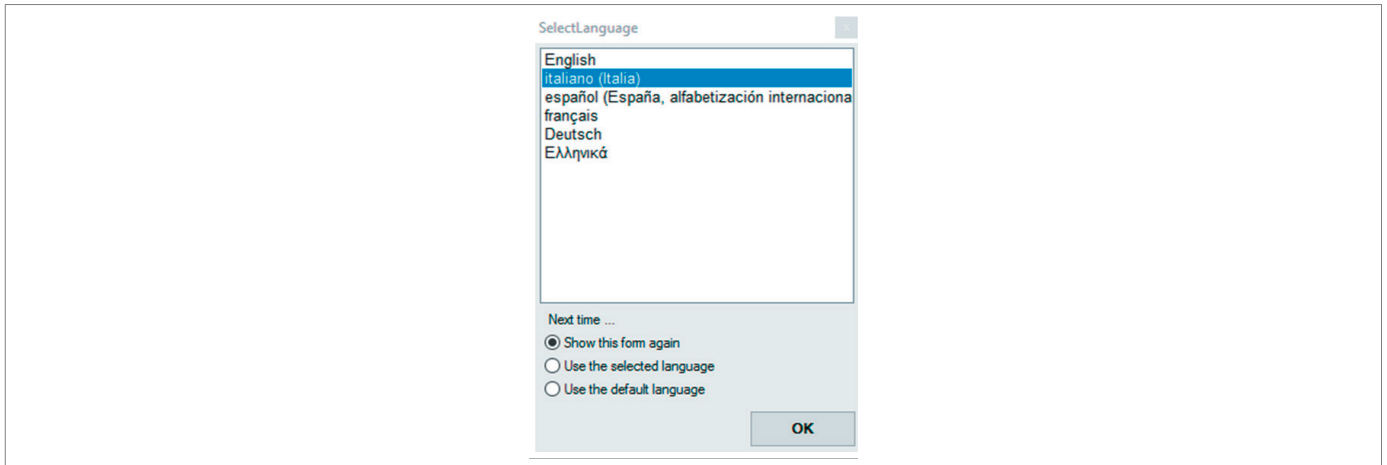 SelectLanguage
English
italiano (Italia)
español (España, alfabetización internaciona
français
Deutsch
Ελληνικά
Next time ...
Show this form again
Use the selected language
Use the default language
OK